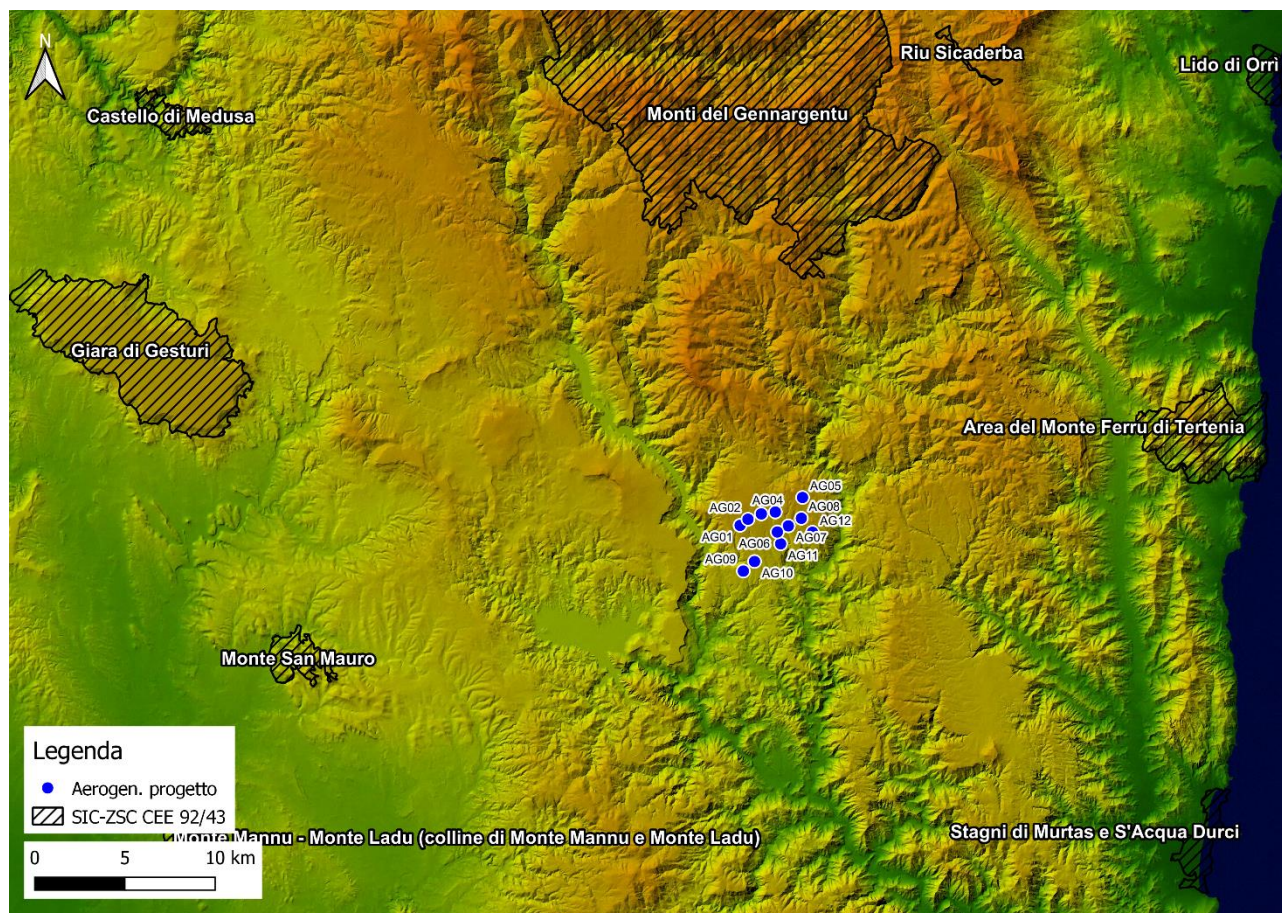 N
Riu Sicaderba
Lido di Orrì
Castello di Medusa
Monti del Gennargentu
Giara di Gesturi
Area del Monte Ferru di Tertenia
AG05
AG02
AG04
AG08
AG12
AG01
AG06
AG07
AG11
AG09
AG10
Monte San Mauro
Legenda
Aerogen. progetto
SIC-ZSC CEE 92/43
Monte Mannu - Monte Ladu (colline di Monte Mannu e Monte Ladu)
Stagni di Murtas e S'Acqua Durci
0 5 10 km